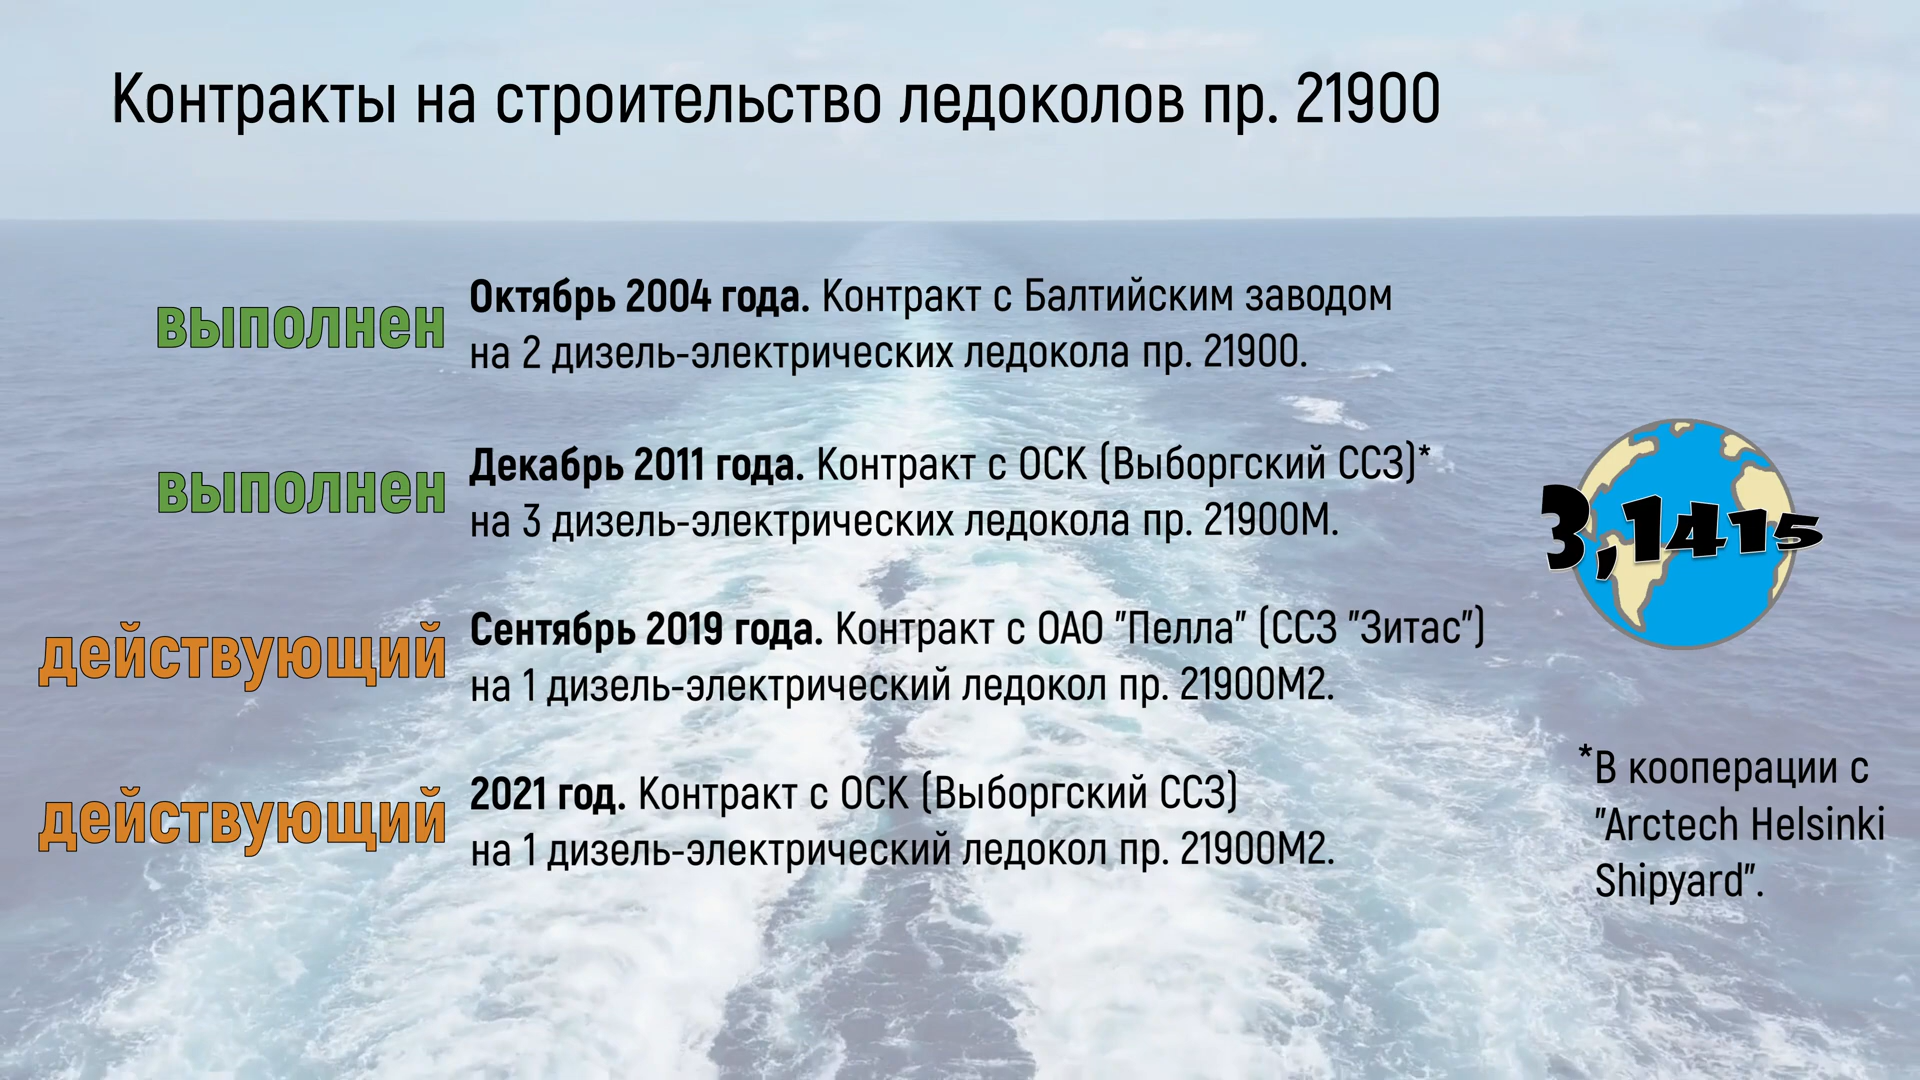 Контракты на строительство ледоколов пр. 21900
выполнен
Октябрь 2004 года. Контракт с Балтийским заводом
на 2 дизель-электрических ледокола пр. 21900.
выполнен
Декабрь 2011 года. Контракт с ОСК (Выборгский ССЗ)*
на 3 дизель-электрических ледокола пр. 21900М.
3,1415
действующий
Сентябрь 2019 года. Контракт с ОАО "Пелла" (ССЗ "Зитас")
на 1 дизель-электрический ледокол пр. 21900М2.
действующий
2021 год. Контракт с ОСК (Выборгский ССЗ)
на 1 дизель-электрический ледокол пр. 21900М2.
*В кооперации с
"Arctech Helsinki
Shipyard".